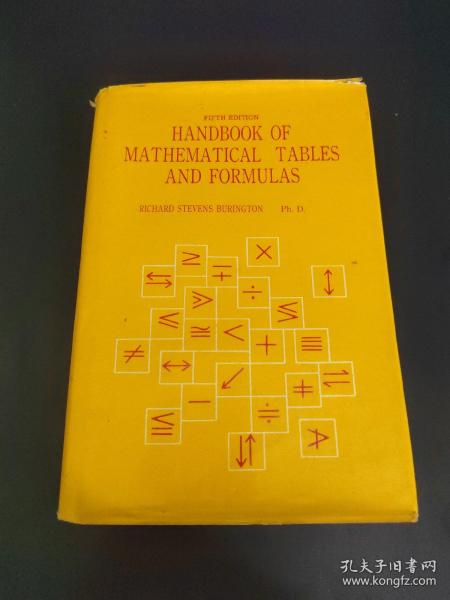 FIFTH EDITION
HANDBOOK OF
MATHEMATICAL TABLES
AND FORMULAS
RICHARD STEVENS BURINGTON Ph. D.
孔夫子旧书网
www.kongfz.com